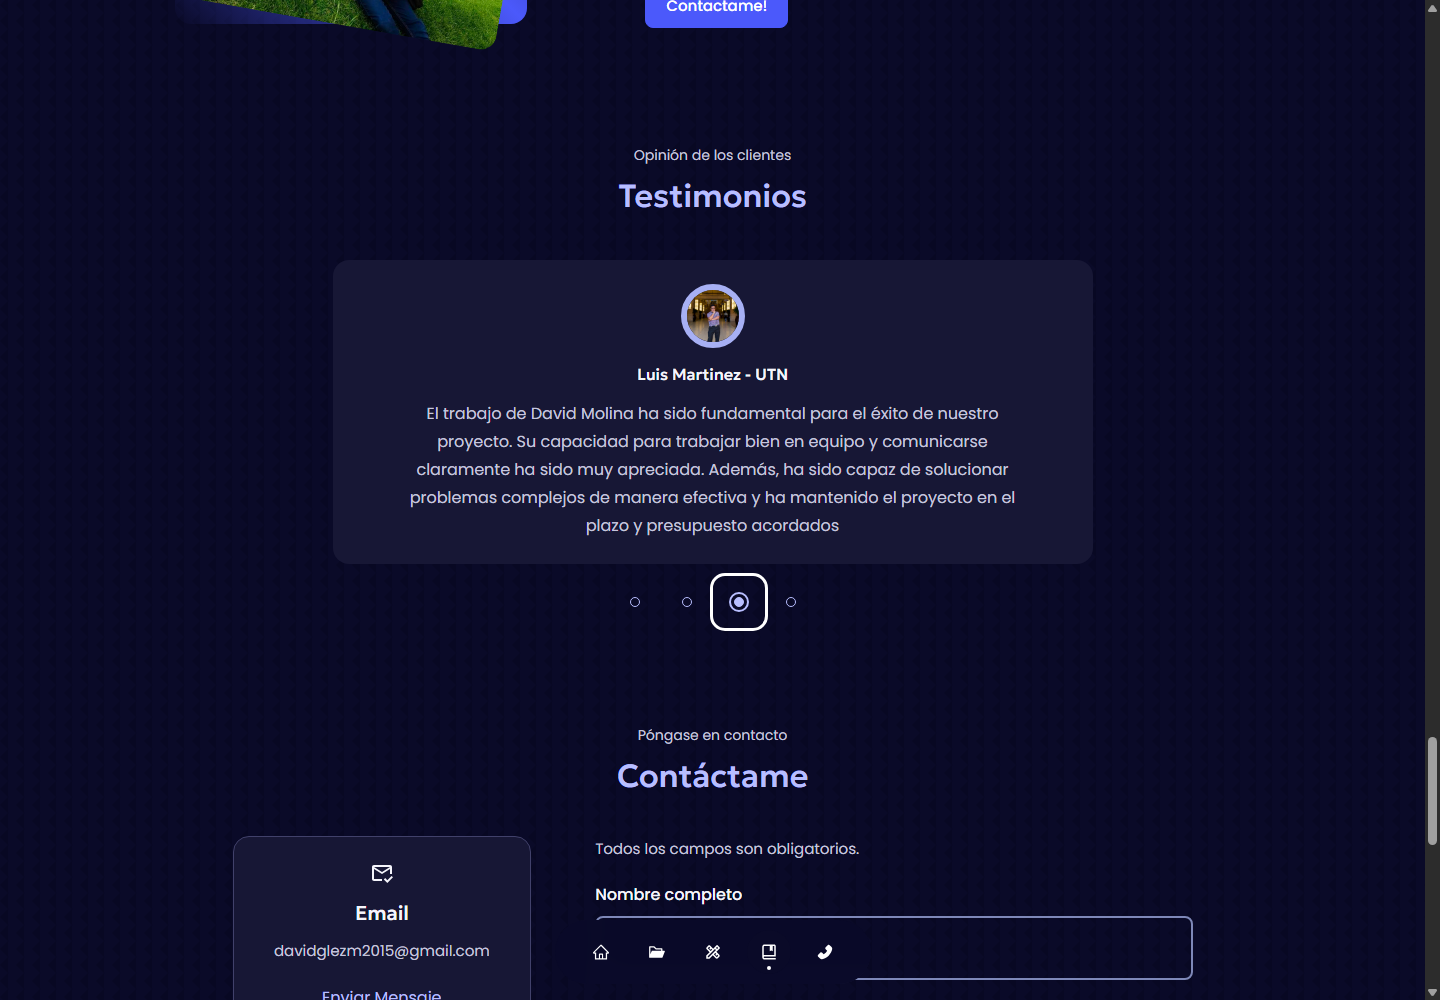 Contactame!
Opinión de los clientes
Testimonios
Luis Martinez - UTN
El trabajo de David Molina ha sido fundamental para el éxito de nuestro
proyecto. Su capacidad para trabajar bien en equipo y comunicarse
claramente ha sido muy apreciada. Además, ha sido capaz de solucionar
problemas complejos de manera efectiva y ha mantenido el proyecto en el
plazo y presupuesto acordados
Póngase en contacto
Contáctame
Email
davidglezm2015@gmail.com
Enviar Mensaje
Todos los campos son obligatorios.
Nombre completo